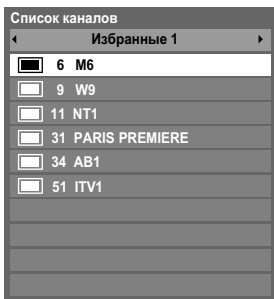 Список каналов
Избранные 1
6 M6
9 W9
11 NT1
31 PARIS PREMIERE
34 AB1
51 ITV1